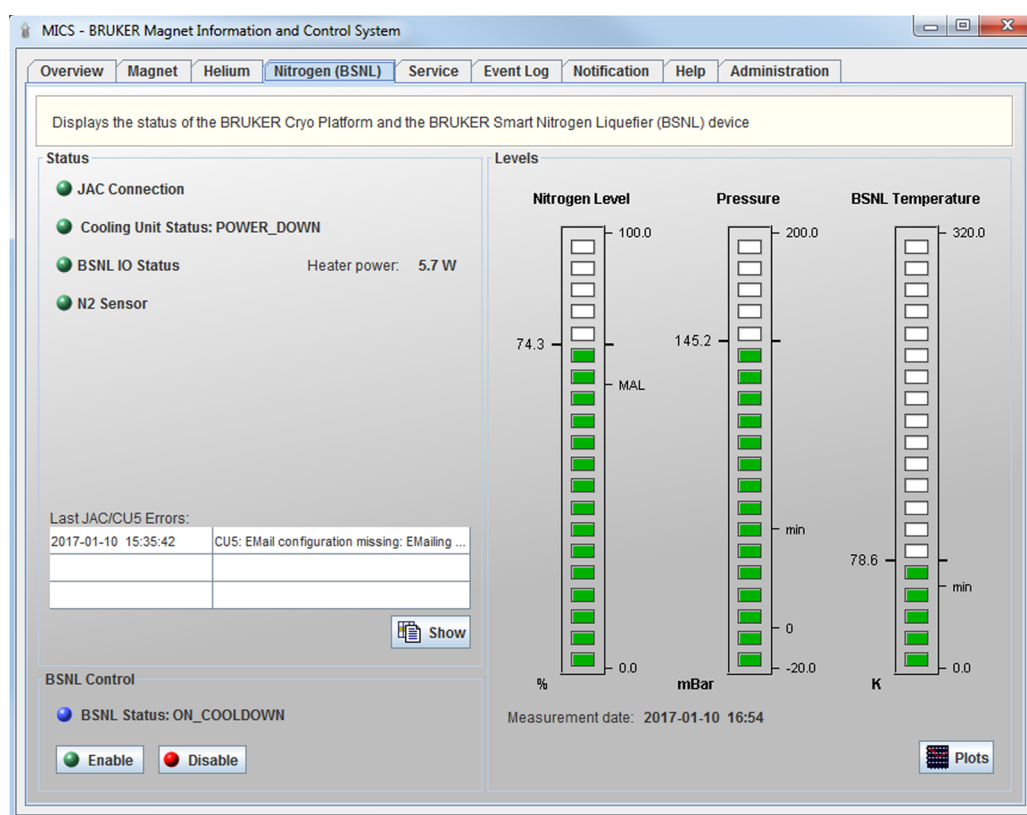 MICS - BRUKER Magnet Information and Control System
Overview Magnet Helium Nitrogen (BSNL) Service Event Log Notification Help Administration
Displays the status of the BRUKER Cryo Platform and the BRUKER Smart Nitrogen Liquefier (BSNL) device
Status
JAC Connection
Cooling Unit Status: POWER_DOWN
BSNL IO Status Heater power: 5.7 W
N2 Sensor
Last JAC/CU5 Errors:
2017-01-10 15:35:42 CU5: EMail configuration missing: EMailing ...
Show
BSNL Control
BSNL Status: ON_COOLDOWN
Enable Disable
Levels
Nitrogen Level Pressure BSNL Temperature
100.0 200.0 320.0
74.3 145.2
MAL
min
78.6
min
0
0.0 -20.0 0.0
% mBar K
Measurement date: 2017-01-10 16:54
Plots